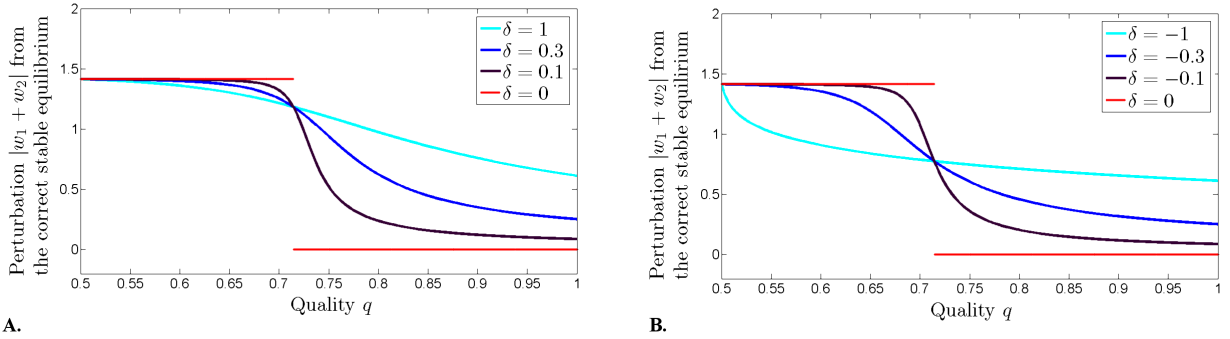 Perturbation |w₁ + w₂| from
the correct stable equilibrium
2
1.5
1
0.5
0
0.5 0.55 0.6 0.65 0.7 0.75 0.8 0.85 0.9 0.95 1
Quality q
δ = 1
δ = 0.3
δ = 0.1
δ = 0
A.
Perturbation |w₁ + w₂| from
the correct stable equilirium
2
1.5
1
0.5
0
0.5 0.55 0.6 0.65 0.7 0.75 0.8 0.85 0.9 0.95 1
Quality q
δ = −1
δ = −0.3
δ = −0.1
δ = 0
B.